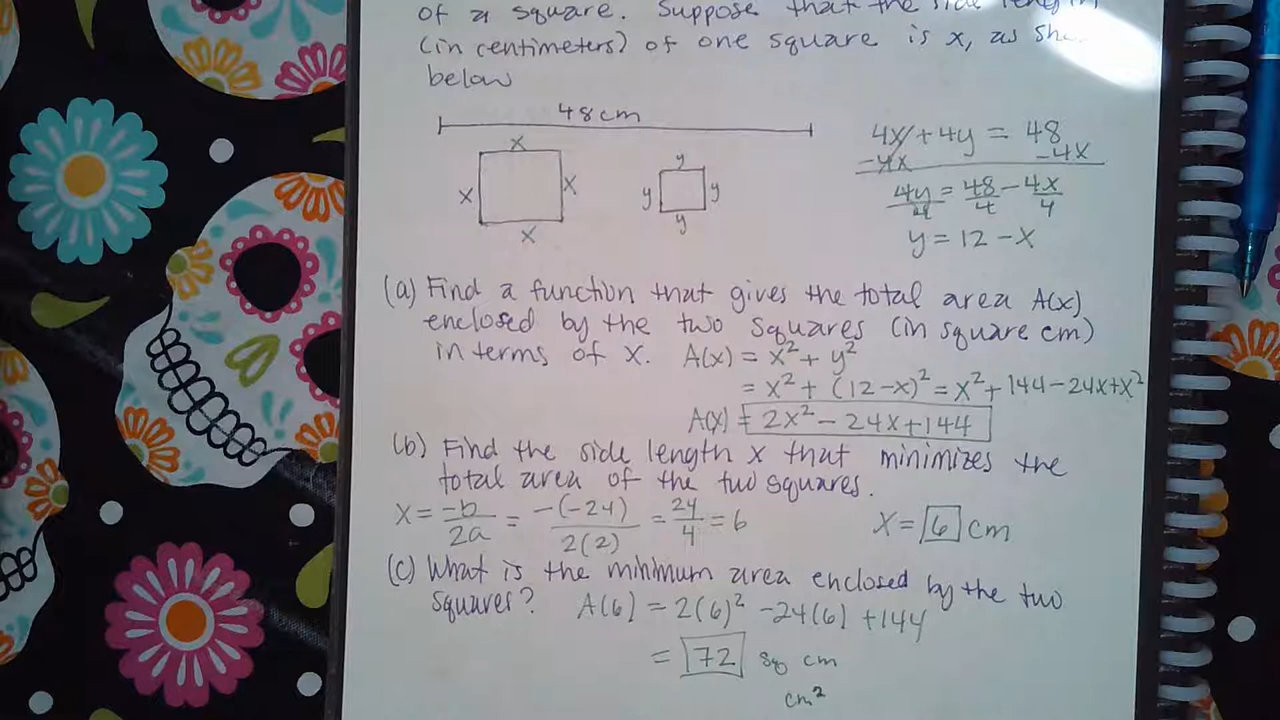 of a square. Suppose that the side length
(in centimeters) of one square is x, as
below
48cm
x
x x
x
y
y y
y
4x + 4y = 48
-4x -4x
4y/4 = 48/4 - 4x/4
y = 12 - x
(a) Find a function that gives the total area A(x)
enclosed by the two squares (in square cm)
in terms of x. A(x) = x² + y²
= x² + (12 - x)² = x² + 144 - 24x + x²
A(x) = 2x² - 24x + 144
(b) Find the side length x that minimizes the
total area of the two squares.
x = -b/2a = -(-24)/2(2) = 24/4 = 6 x = 6 cm
(c) What is the minimum area enclosed by the two
squares? A(6) = 2(6)² - 24(6) + 144
= 72 sq cm
cm²